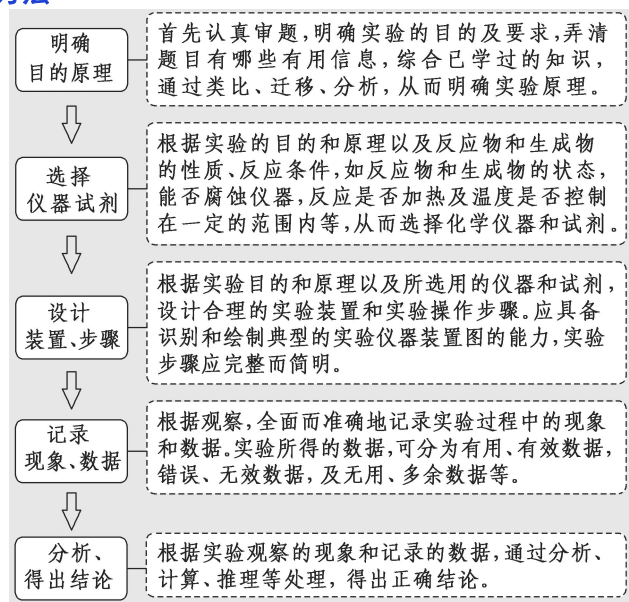 明确
目的原理
首先认真审题,明确实验的目的及要求,弄清
题目有哪些有用信息,综合已学过的知识,
通过类比、迁移、分析,从而明确实验原理。
选择
仪器试剂
根据实验的目的和原理以及反应物和生成物
的性质、反应条件,如反应物和生成物的状态,
能否腐蚀仪器,反应是否加热及温度是否控制
在一定的范围内等,从而选择化学仪器和试剂。
设计
装置、步骤
根据实验目的和原理以及所选用的仪器和试剂,
设计合理的实验装置和实验操作步骤。应具备
识别和绘制典型的实验仪器装置图的能力,实验
步骤应完整而简明。
记录
现象、数据
根据观察,全面而准确地记录实验过程中的现象
和数据。实验所得的数据,可分为有用、有效数据,
错误、无效数据,及无用、多余数据等。
分析、
得出结论
根据实验观察的现象和记录的数据,通过分析、
计算、推理等处理,得出正确结论。